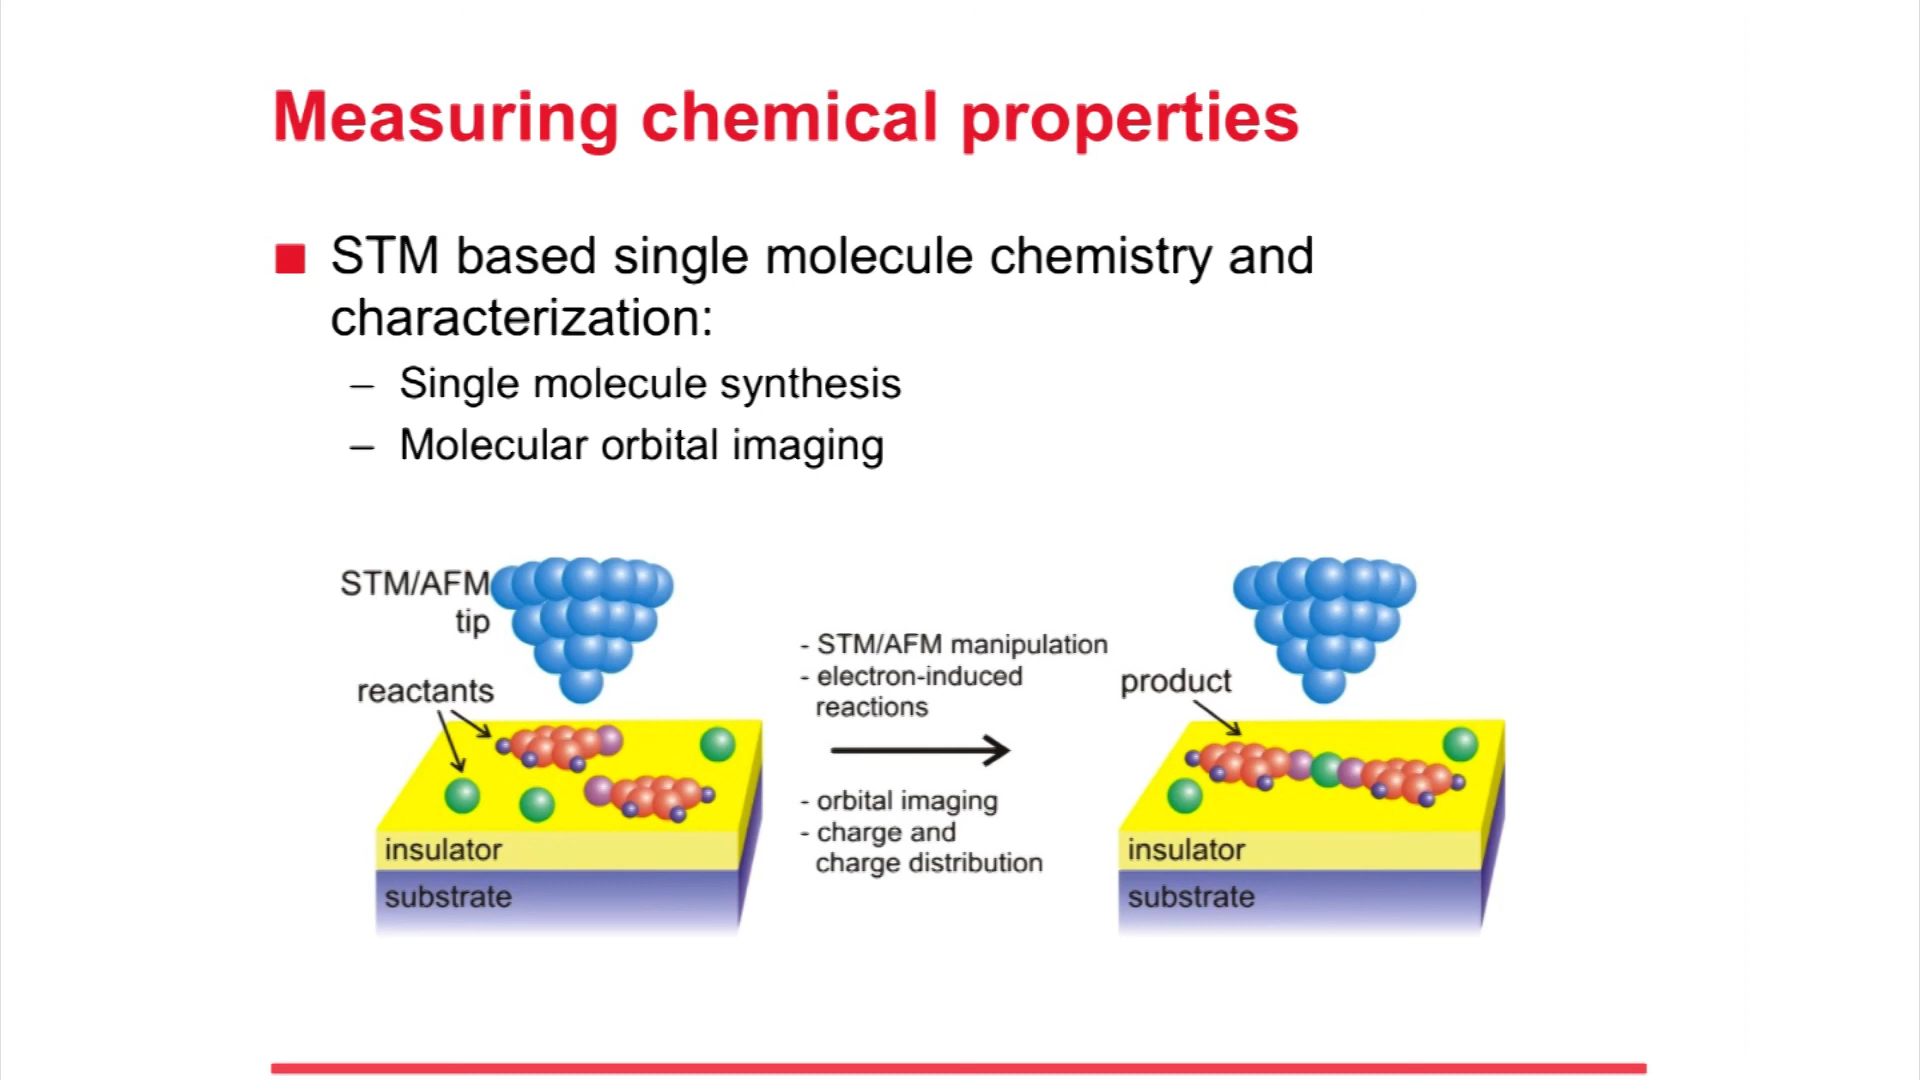 Measuring chemical properties
STM based single molecule chemistry and
characterization:
– Single molecule synthesis
– Molecular orbital imaging
STM/AFM
tip
reactants
insulator
substrate
- STM/AFM manipulation
- electron-induced
reactions
- orbital imaging
- charge and
charge distribution
product
insulator
substrate